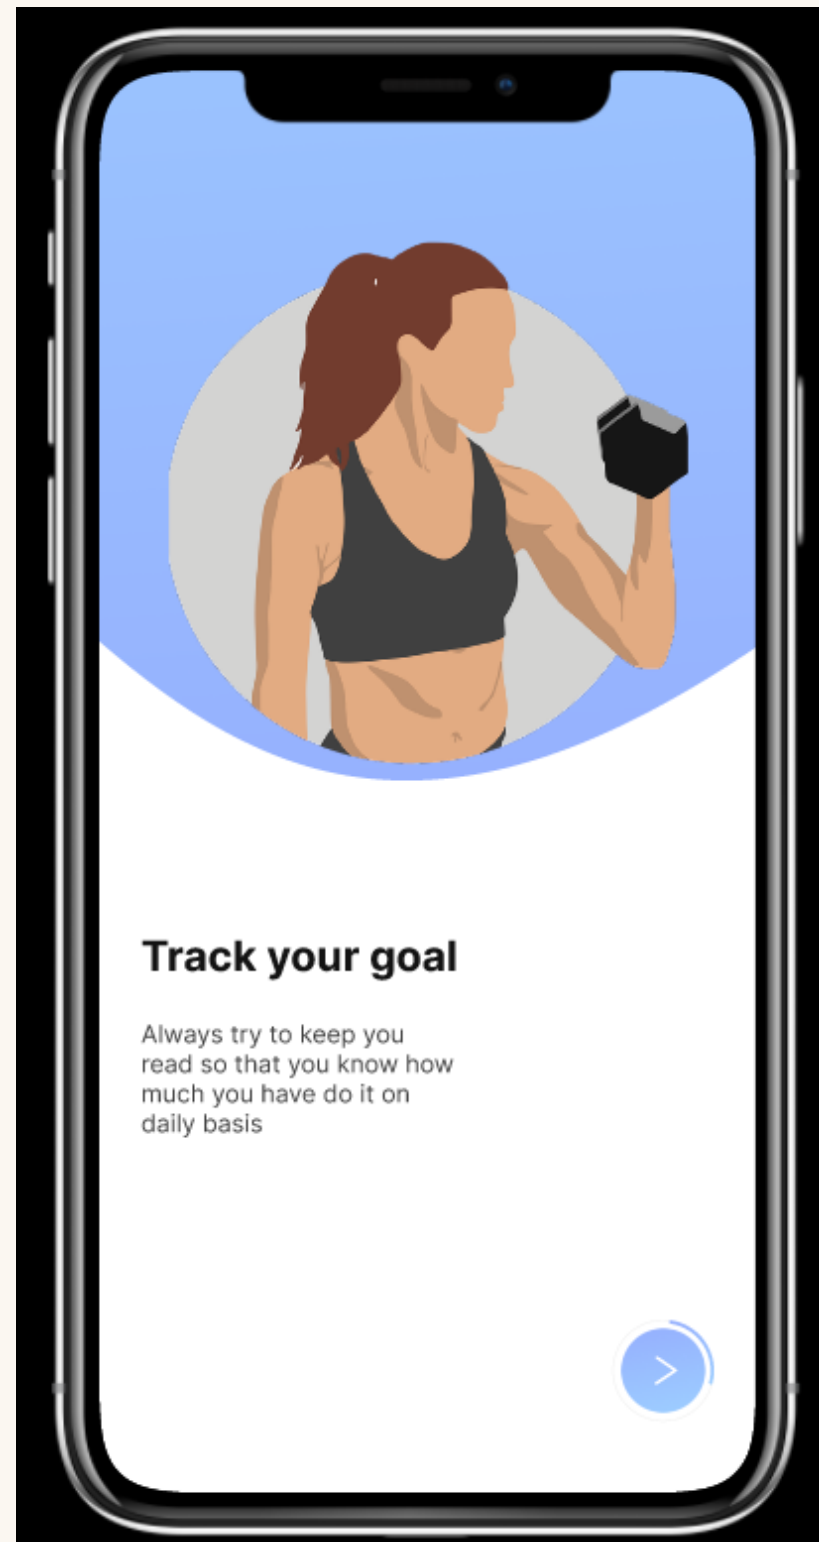 Track your goal
Always try to keep you
read so that you know how
much you have do it on
daily basis